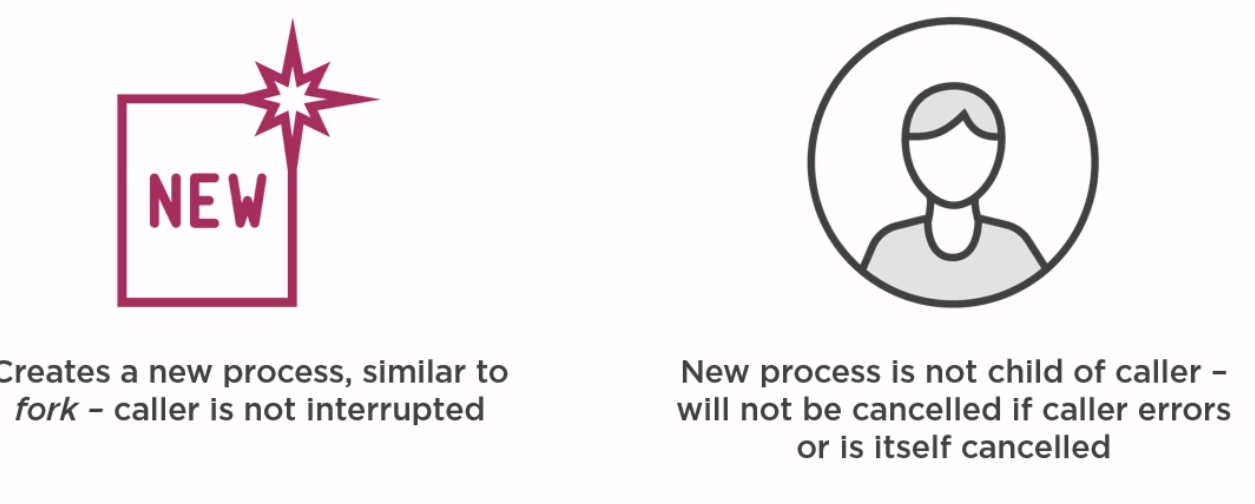 NEW
Creates a new process, similar to
fork – caller is not interrupted
New process is not child of caller –
will not be cancelled if caller errors
or is itself cancelled